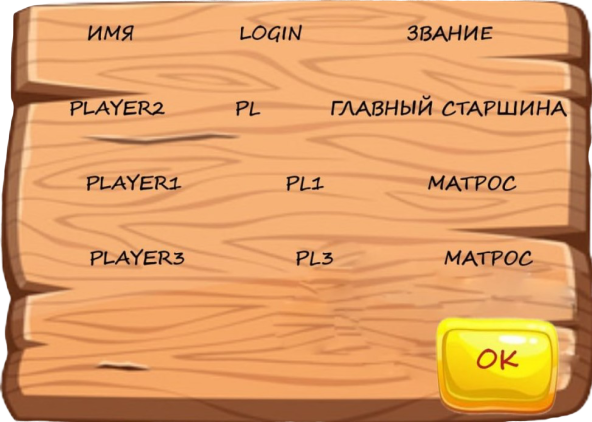 ИМЯ LOGIN ЗВАНИЕ
PLAYER2 PL ГЛАВНЫЙ СТАРШИНА
PLAYER1 PL1 МАТРОС
PLAYER3 PL3 МАТРОС
OK